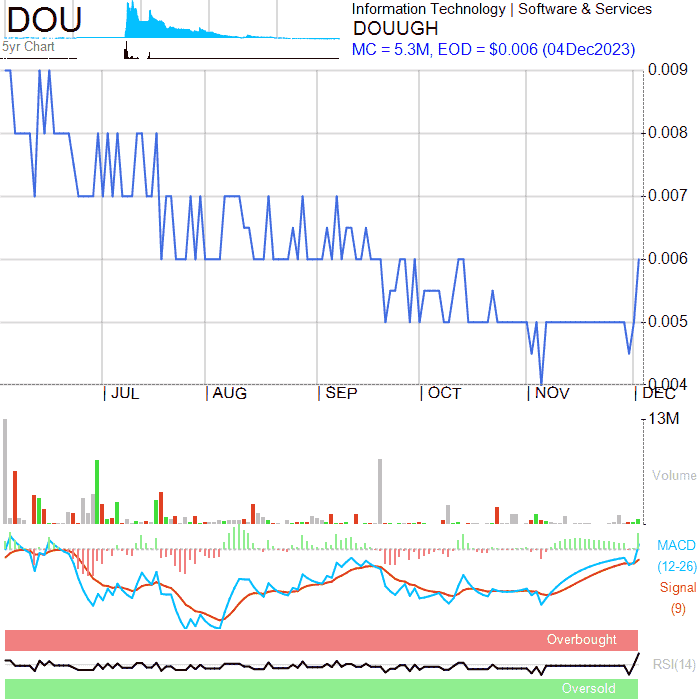 DOU
5yr Chart
Information Technology | Software & Services
DOUUGH
MC = 5.3M, EOD = $0.006 (04Dec2023)
0.009
0.008
0.007
0.006
0.005
0.004
JUL AUG SEP OCT NOV DEC
13M
Volume
MACD
(12-26)
Signal
(9)
Overbought
RSI(14)
Oversold